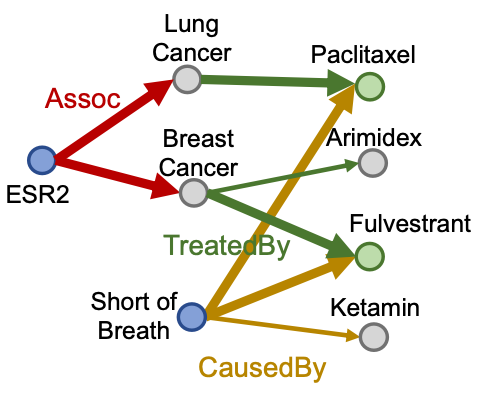 Lung
Cancer
Paclitaxel
Assoc
Breast
Cancer
Arimidex
ESR2
Fulvestrant
TreatedBy
Short of
Breath
Ketamin
CausedBy